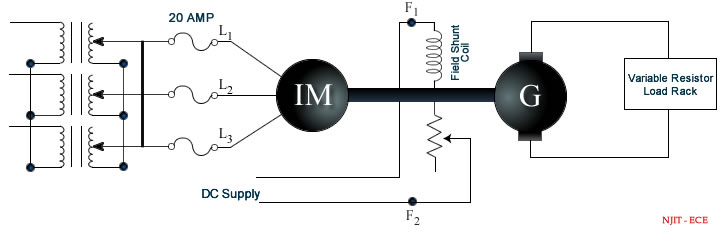 20 AMP
L1
L2
L3
IM
F1
Field Shunt
Coil
G
Variable Resistor
Load Rack
DC Supply
F2
NJIT - ECE